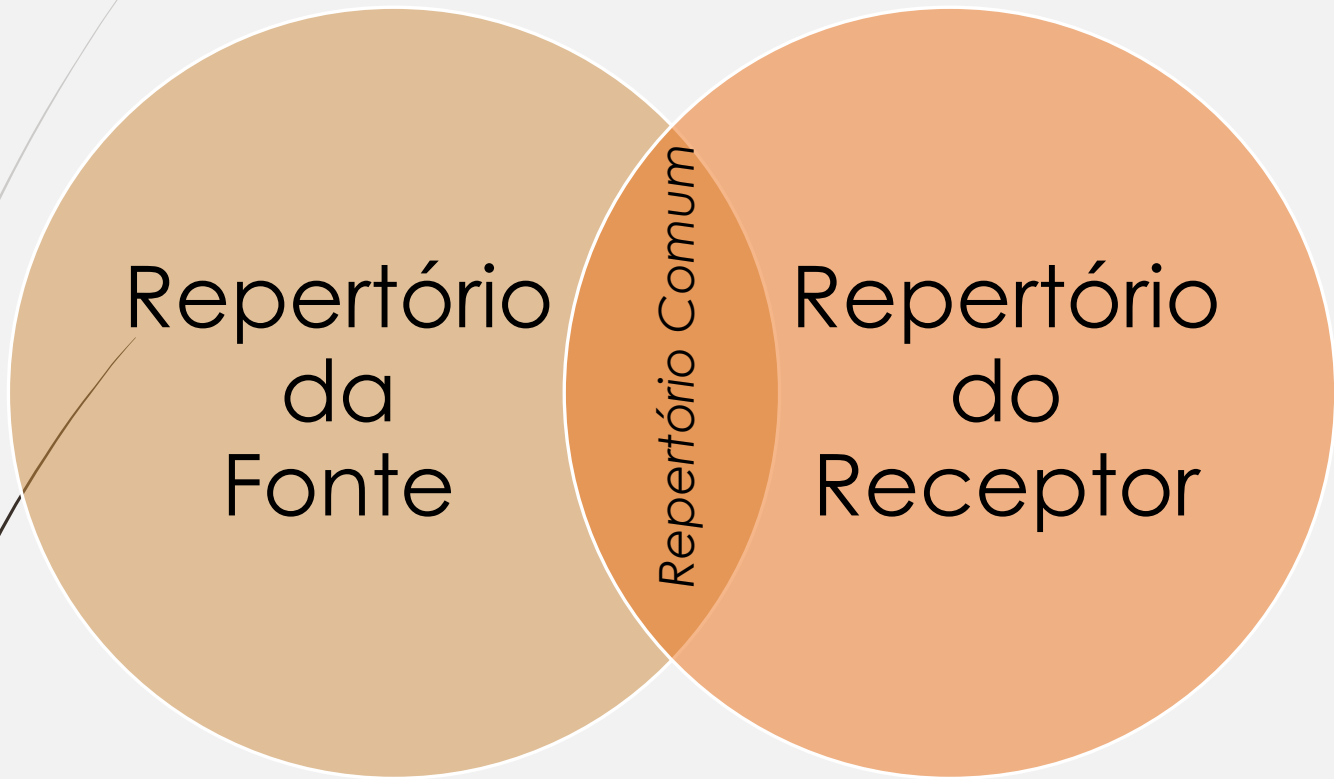 Repertório
da
Fonte
Repertório Comum
Repertório
do
Receptor